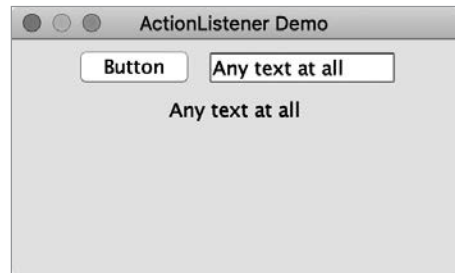 ActionListener Demo
Button Any text at all
Any text at all